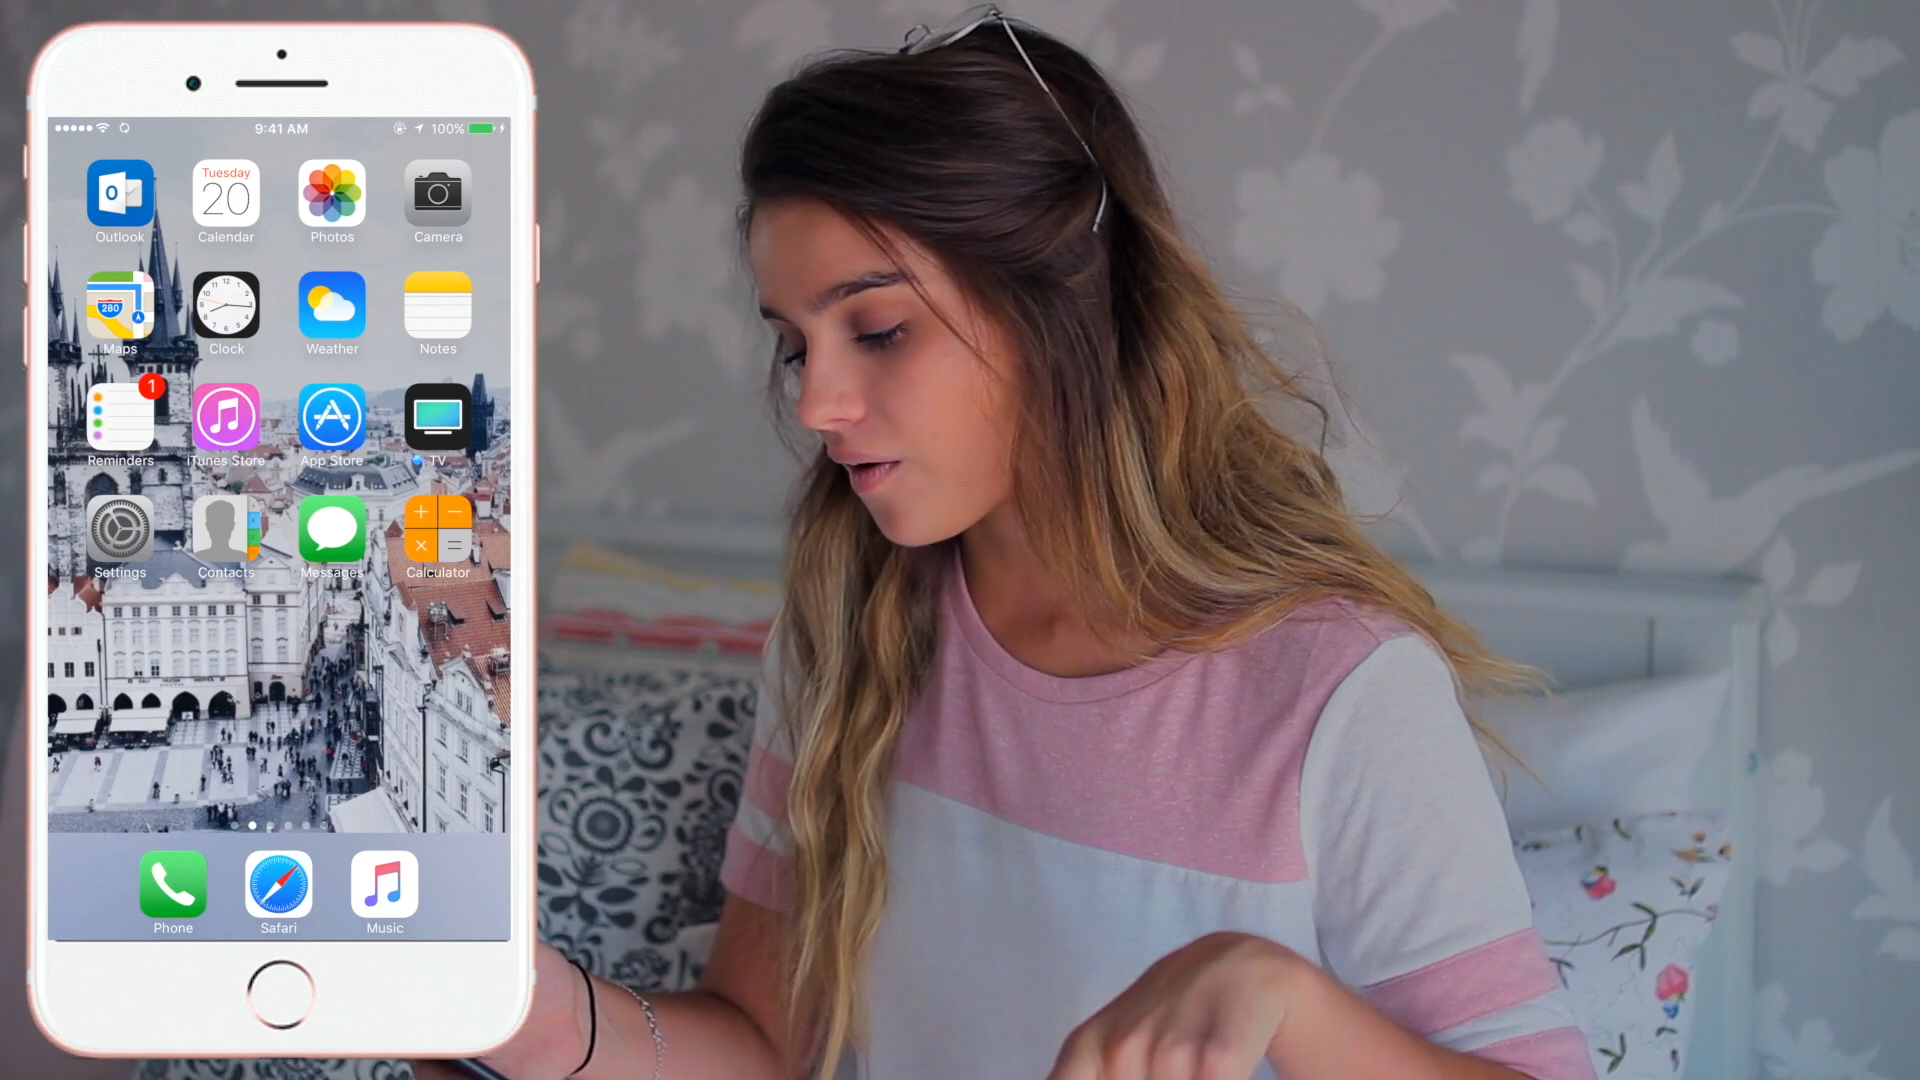 9:41 AM 100%
Tuesday
20
Outlook Calendar Photos Camera
280
Maps Clock Weather Notes
1
Reminders iTunes Store App Store TV
Settings Contacts Messages Calculator
Phone Safari Music